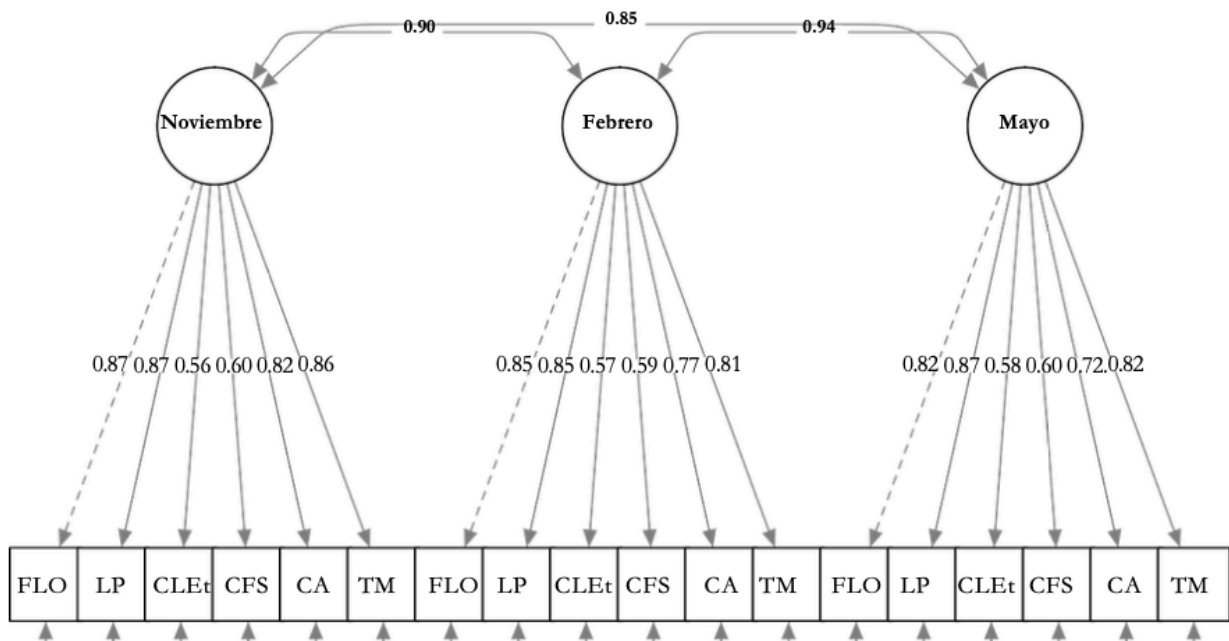 0.85
0.90 0.94
Noviembre Febrero Mayo
0.87 0.87 0.56 0.60 0.82 0.86 0.85 0.85 0.57 0.59 0.77 0.81 0.82 0.87 0.58 0.60 0.72 0.82
FLO LP CLEt CFS CA TM FLO LP CLEt CFS CA TM FLO LP CLEt CFS CA TM